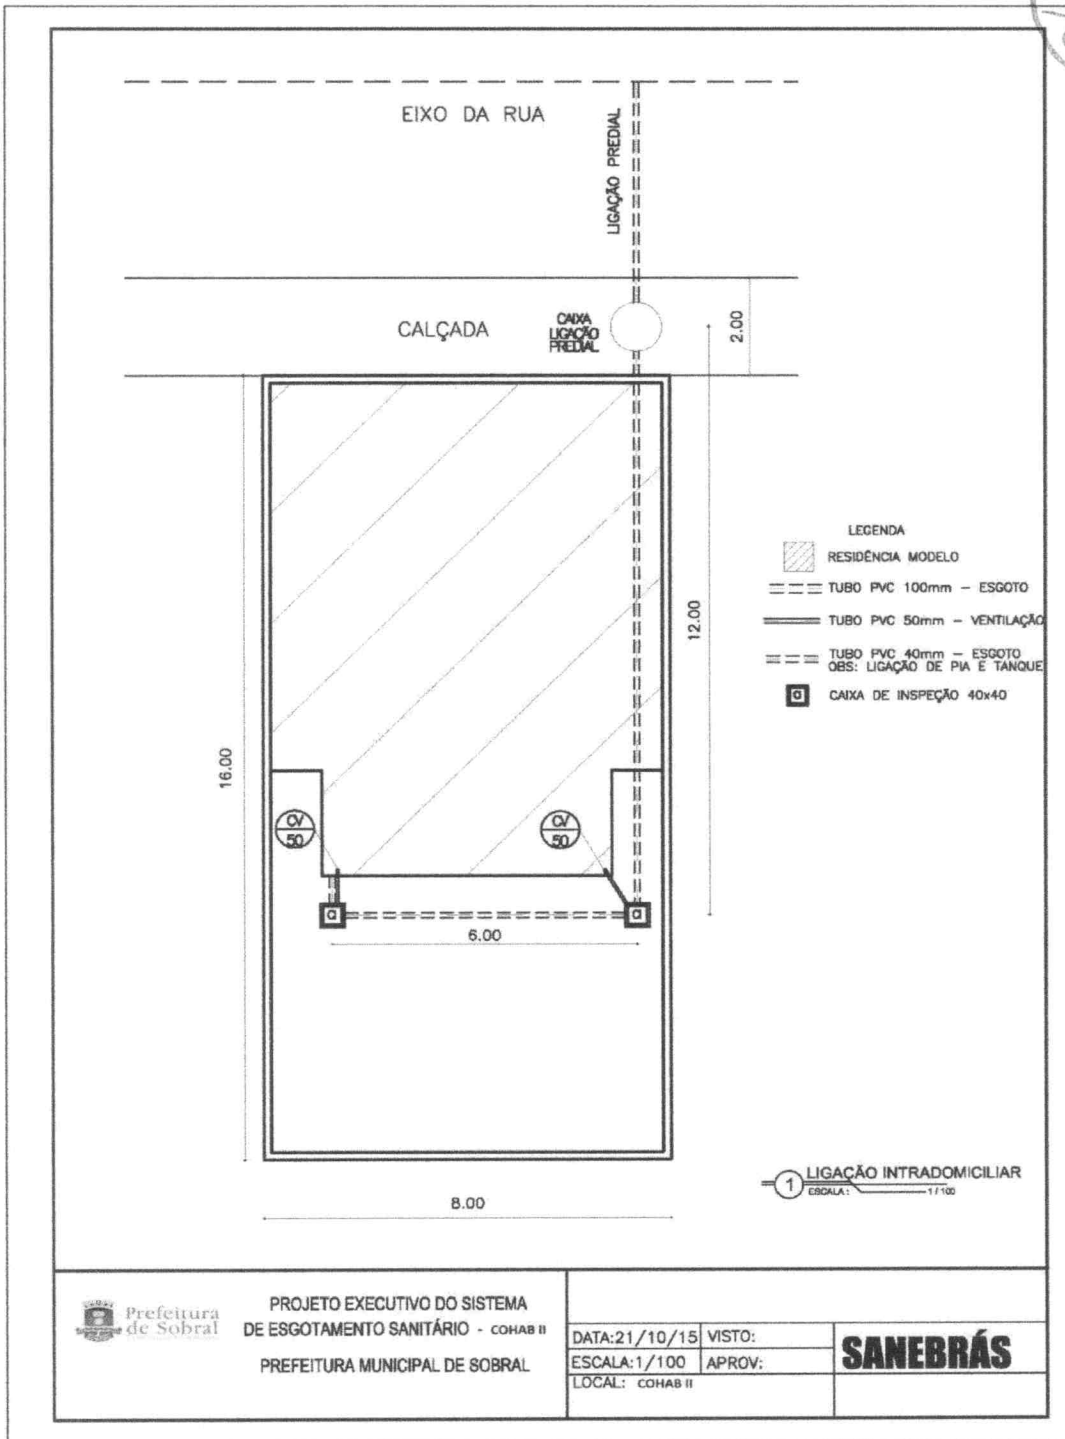 EIXO DA RUA
LIGAÇÃO PREDIAL
CALÇADA
CAIXA
LIGAÇÃO
PREDIAL
2.00
12.00
16.00
LEGENDA
RESIDÊNCIA MODELO
TUBO PVC 100mm – ESGOTO
TUBO PVC 50mm – VENTILAÇÃO
TUBO PVC 40mm – ESGOTO
OBS: LIGAÇÃO DE PIA E TANQUE
a CAIXA DE INSPEÇÃO 40x40
CV
50
CV
50
a
a
6.00
8.00
1 LIGAÇÃO INTRADOMICILIAR
ESCALA: 1/100
Prefeitura
de Sobral
PROJETO EXECUTIVO DO SISTEMA
DE ESGOTAMENTO SANITÁRIO - COHAB II
PREFEITURA MUNICIPAL DE SOBRAL
DATA:21/10/15 VISTO:
ESCALA:1/100 APROV:
LOCAL: COHAB II
SANEBRÁS